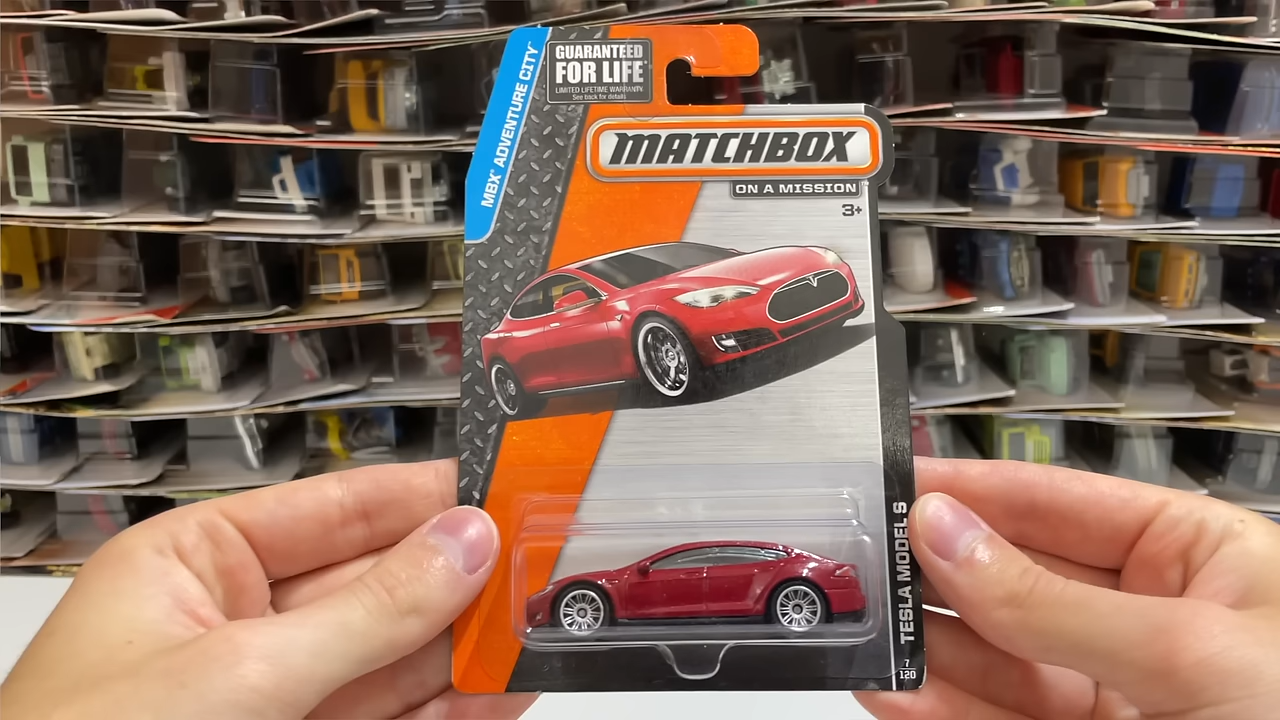 MBX® ADVENTURE CITY™
GUARANTEED
FOR LIFE*
LIMITED LIFETIME WARRANTY.
See back for details.
MATCHBOX
ON A MISSION
3+
TESLA MODEL S
7
120